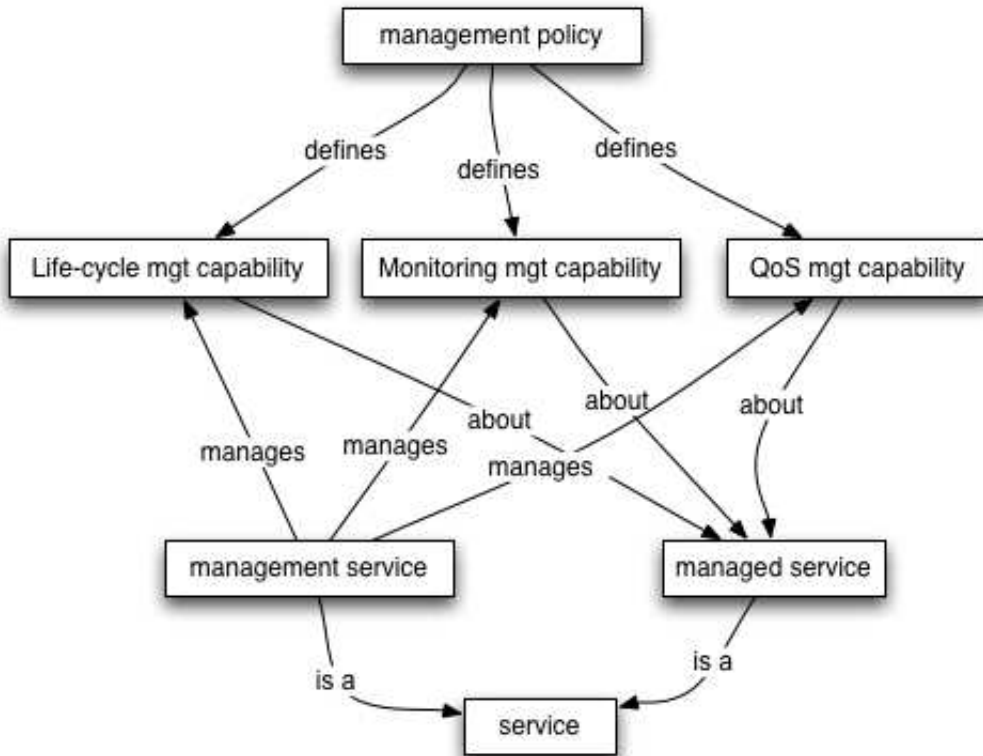 management policy
defines
defines
defines
Life-cycle mgt capability
Monitoring mgt capability
QoS mgt capability
about
about
about
manages
manages
manages
management service
managed service
is a
is a
service